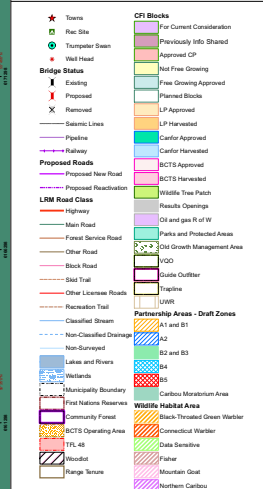 Towns
Rec Site
Trumpeter Swan
Well Head
Bridge Status
Existing
Proposed
Removed
Seismic Lines
Pipeline
Railway
Proposed Roads
Proposed New Road
Proposed Reactivation
LRM Road Class
Highway
Main Road
Forest Service Road
Other Road
Block Road
Skid Trail
Other Licensee Roads
Recreation Trail
Classified Stream
Non-Classified Drainage
Non-Surveyed
Lakes and Rivers
Wetlands
Municipality Boundary
First Nations Reserves
Community Forest
BCTS Operating Area
TFL 48
Woodlot
Range Tenure
CFI Blocks
For Current Consideration
Previously Info Shared
Approved CP
Not Free Growing
Free Growing Approved
Planned Blocks
LP Approved
LP Harvested
Canfor Approved
Canfor Harvested
BCTS Approved
BCTS Harvested
Wildlife Tree Patch
Results Openings
Oil and gas R of W
Parks and Protected Areas
Old Growth Management Area
VQO
Guide Outfitter
Trapline
UWR
Partnership Areas - Draft Zones
A1 and B1
A2
B2 and B3
B4
B5
Caribou Moratorium Area
Wildlife Habitat Area
Black-Throated Green Warbler
Connecticut Warbler
Data Sensitive
Fisher
Mountain Goat
Northern Caribou